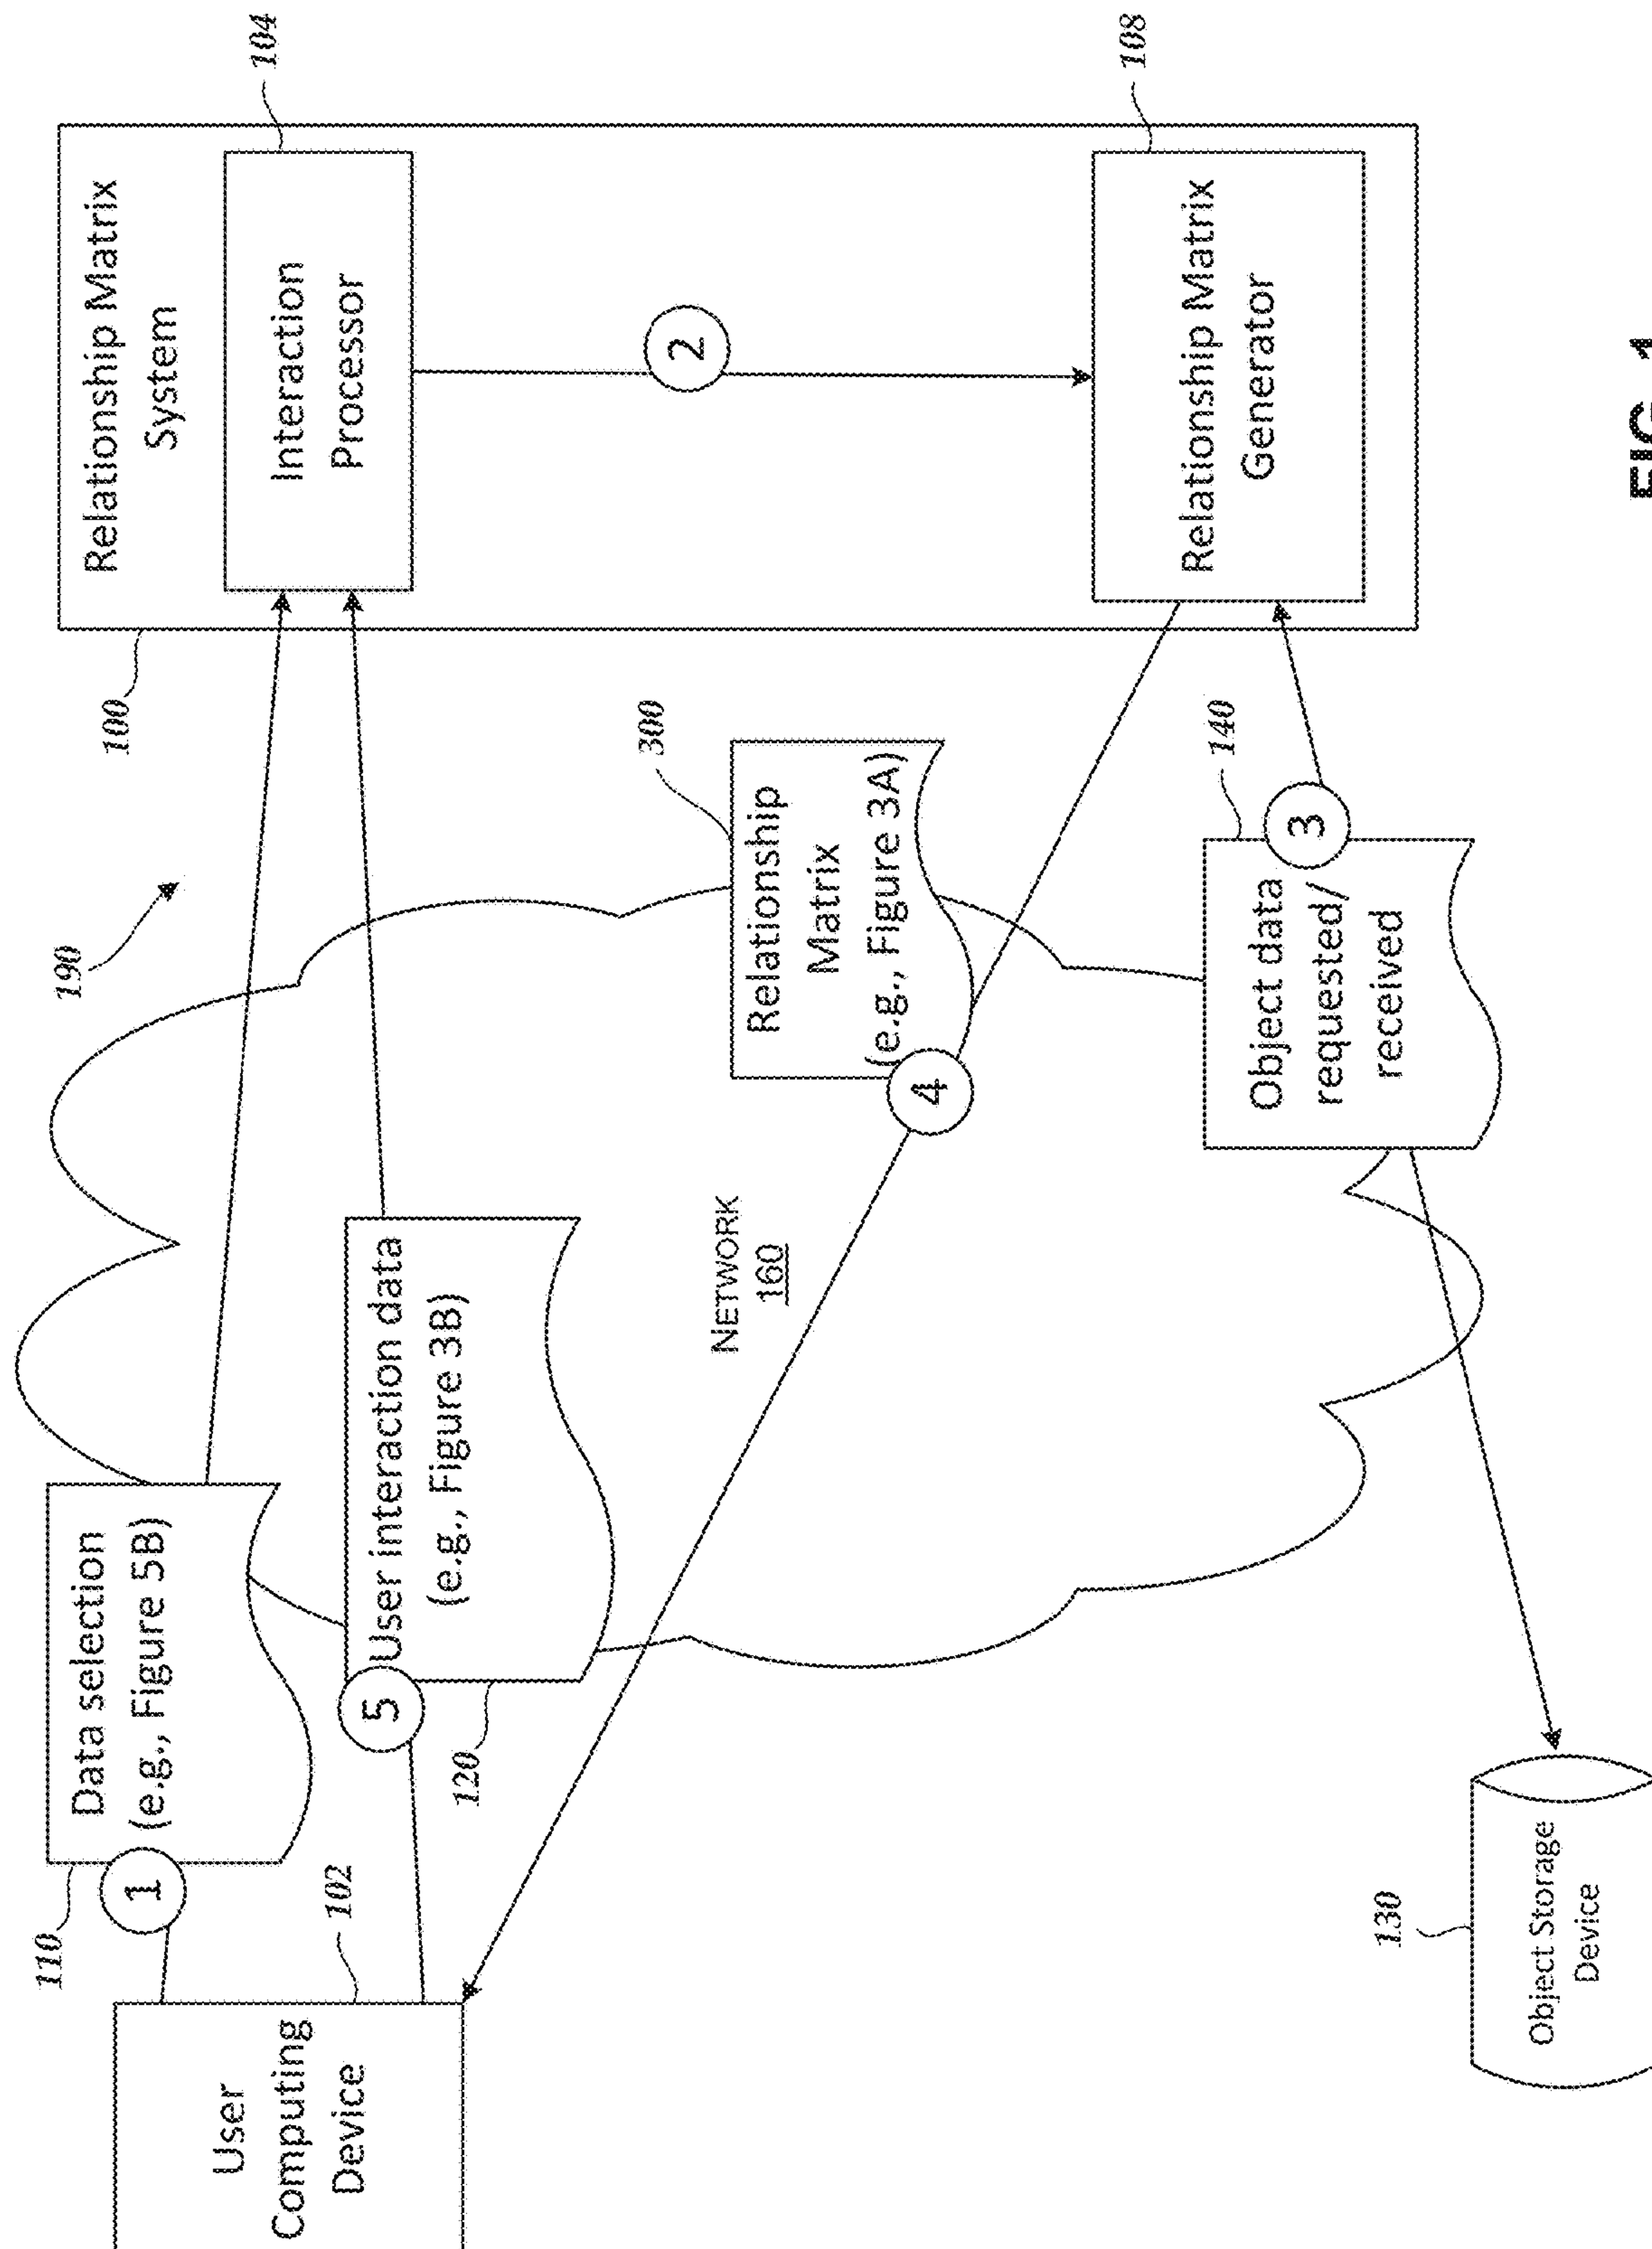 190
110
Data selection
(e.g., Figure 5B)
1
100
Relationship Matrix
System
104
Interaction
Processor
User
Computing
Device
102
5
User interaction data
(e.g., Figure 3B)
120
2
300
Relationship
Matrix
(e.g., Figure 3A)
4
NETWORK
160
108
Relationship Matrix
Generator
140
Object data
requested/
received
3
130
Object Storage
Device
FIG. 1